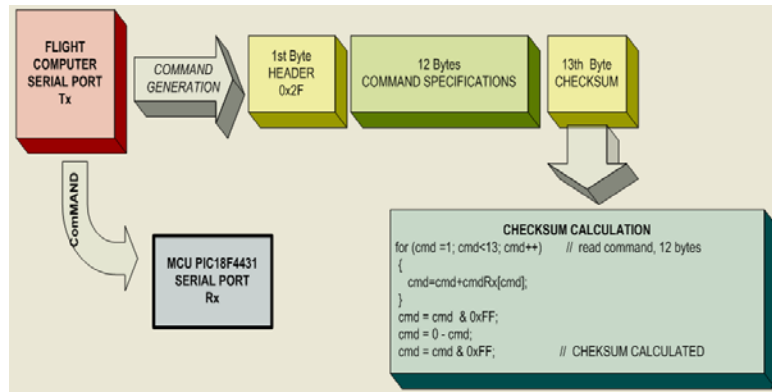 FLIGHT
COMPUTER
SERIAL PORT
Tx
COMMAND
GENERATION
1st Byte
HEADER
0x2F
12 Bytes
COMMAND SPECIFICATIONS
13th Byte
CHECKSUM
ComMAND
MCU PIC18F4431
SERIAL PORT
Rx
CHECKSUM CALCULATION
for (cmd =1; cmd<13; cmd++) // read command, 12 bytes
{
cmd=cmd+cmdRx[cmd];
}
cmd = cmd & 0xFF;
cmd = 0 - cmd;
cmd = cmd & 0xFF; // CHEKSUM CALCULATED